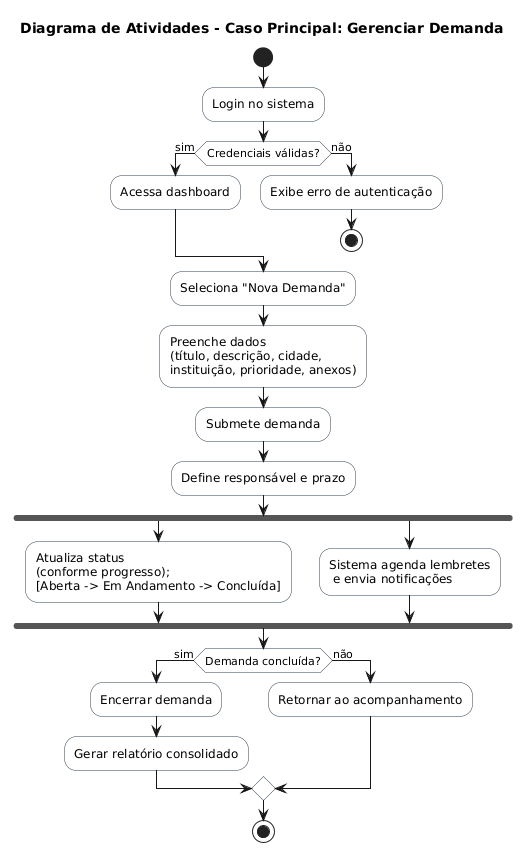 Diagrama de Atividades - Caso Principal: Gerenciar Demanda
Login no sistema
sim
Credenciais válidas?
não
Acessa dashboard
Exibe erro de autenticação
Seleciona "Nova Demanda"
Preenche dados
(título, descrição, cidade,
instituição, prioridade, anexos)
Submete demanda
Define responsável e prazo
Atualiza status
(conforme progresso);
[Aberta -> Em Andamento -> Concluída]
Sistema agenda lembretes
e envia notificações
sim
Demanda concluída?
não
Encerrar demanda
Retornar ao acompanhamento
Gerar relatório consolidado